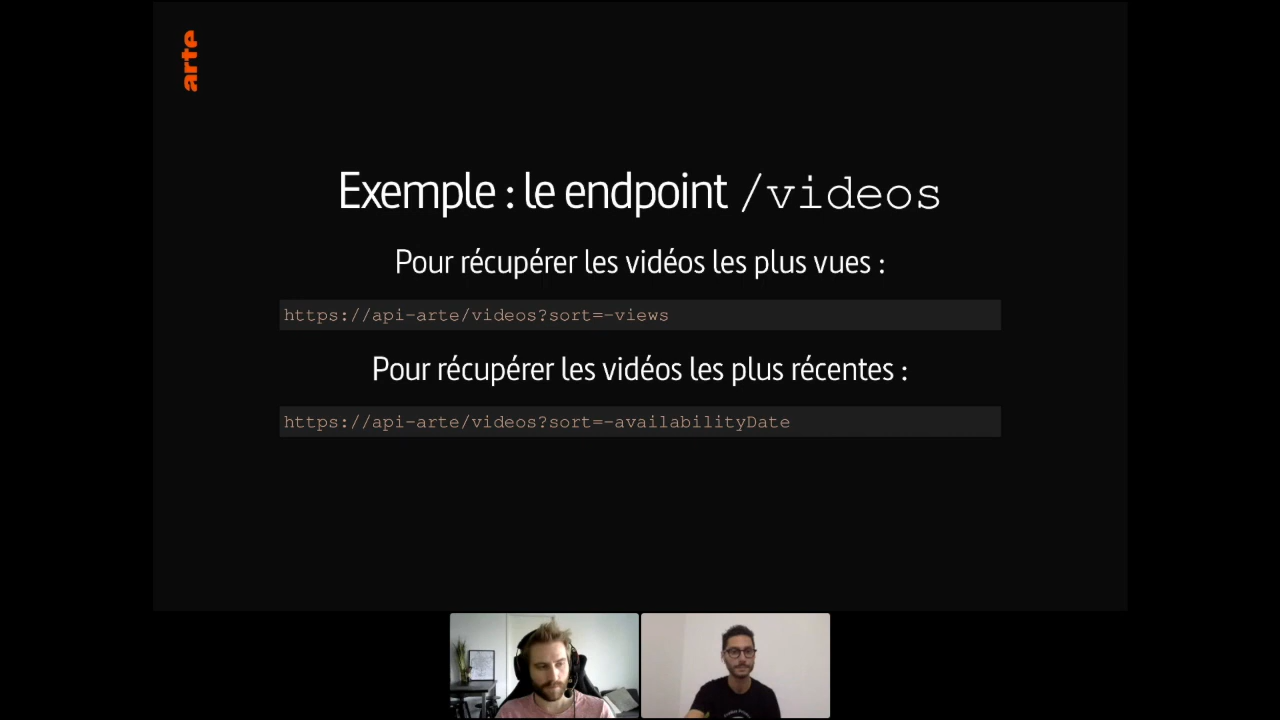 arte
Exemple : le endpoint /videos
Pour récupérer les vidéos les plus vues :
https://api-arte/videos?sort=-views
Pour récupérer les vidéos les plus récentes :
https://api-arte/videos?sort=-availabilityDate